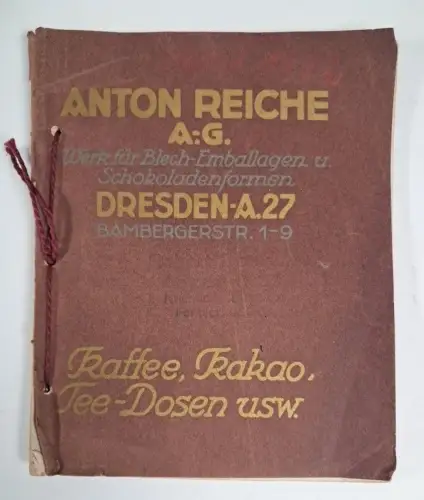 ANTON REICHE
A:G.
Werk für Blech-Emballagen u.
Schokoladenformen
DRESDEN-A.27
BAMBERGERSTR. 1-9
Kaffee, Kakao,
Tee-Dosen usw.